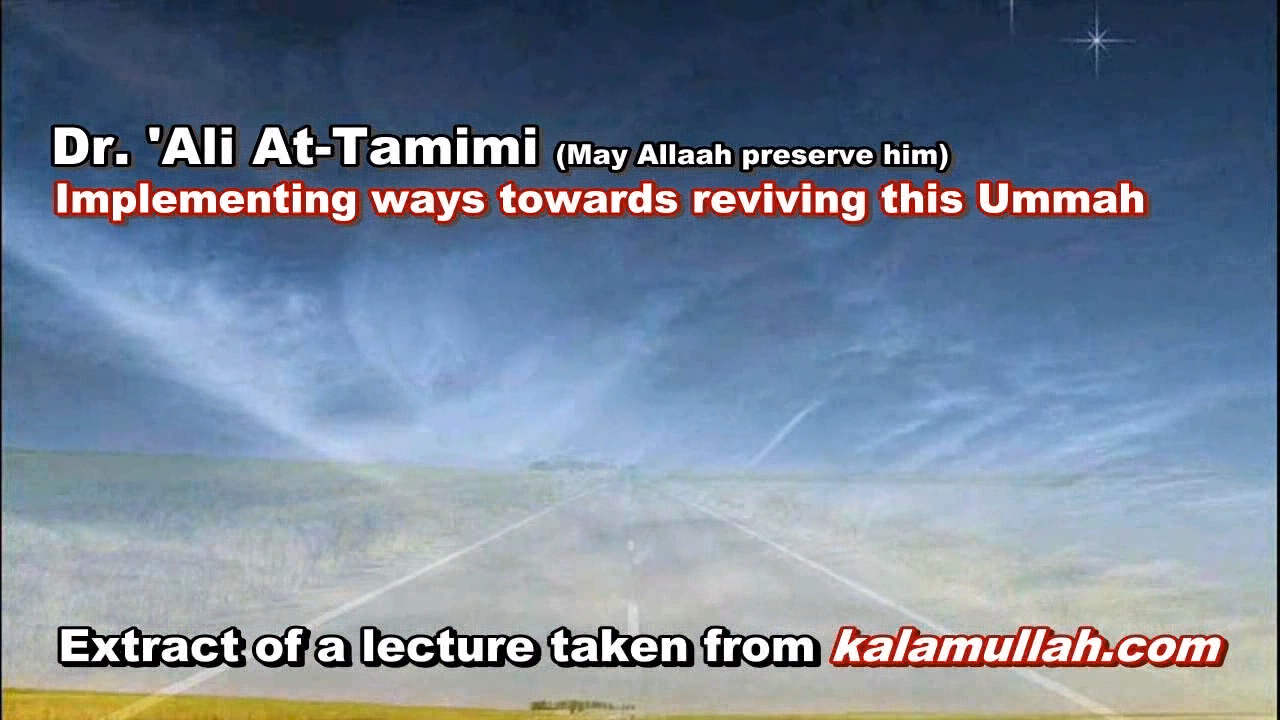 Dr. 'Ali At-Tamimi (May Allaah preserve him)
Implementing ways towards reviving this Ummah
Extract of a lecture taken from kalamullah.com